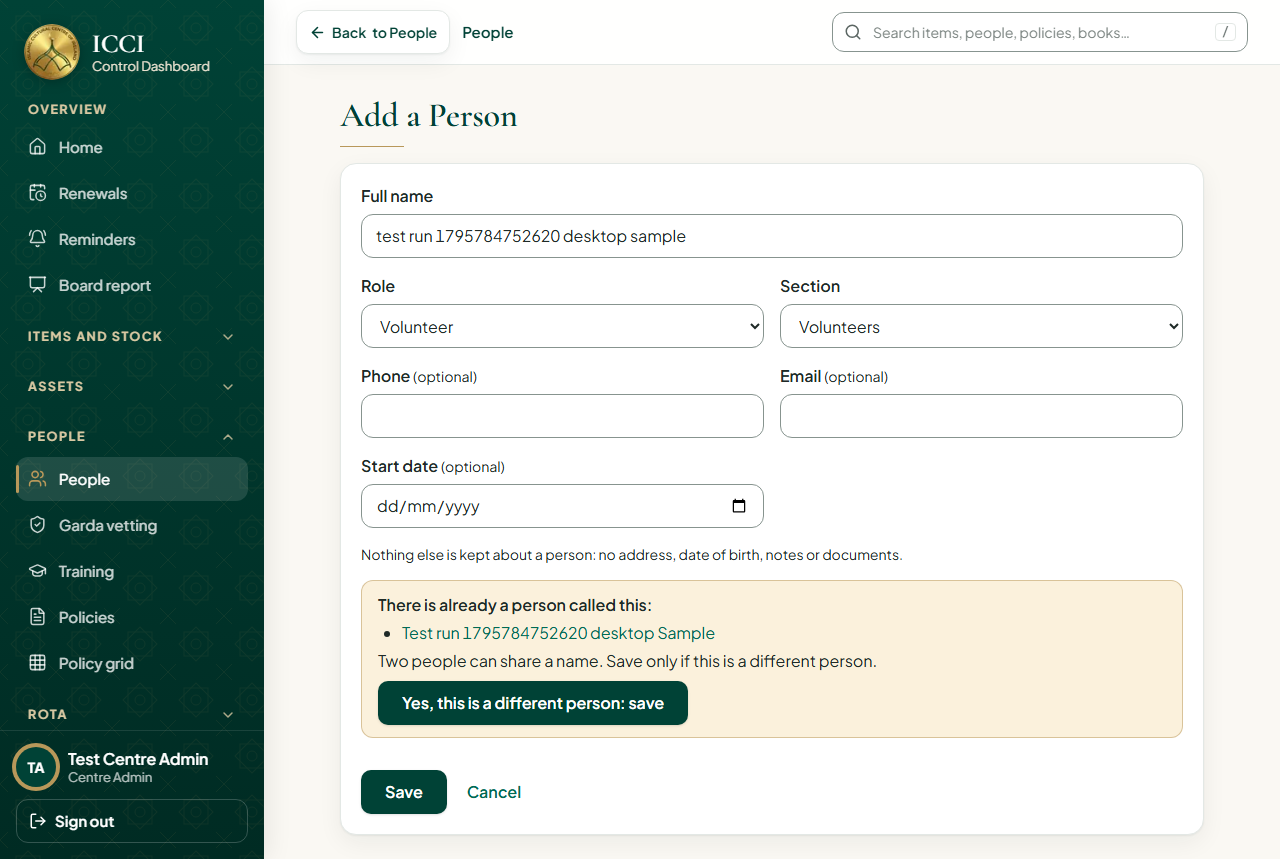 ICCI
Control Dashboard
OVERVIEW
Home
Renewals
Reminders
Board report
ITEMS AND STOCK
ASSETS
PEOPLE
People
Garda vetting
Training
Policies
Policy grid
ROTA
TA
Test Centre Admin
Centre Admin
Sign out
Back to People
People
Search items, people, policies, books…
/
Add a Person
Full name
test run 1795784752620 desktop sample
Role
Section
Volunteer
Volunteers
Phone (optional)
Email (optional)
Start date (optional)
dd/mm/yyyy
Nothing else is kept about a person: no address, date of birth, notes or documents.
There is already a person called this:
• Test run 1795784752620 desktop Sample
Two people can share a name. Save only if this is a different person.
Yes, this is a different person: save
Save
Cancel